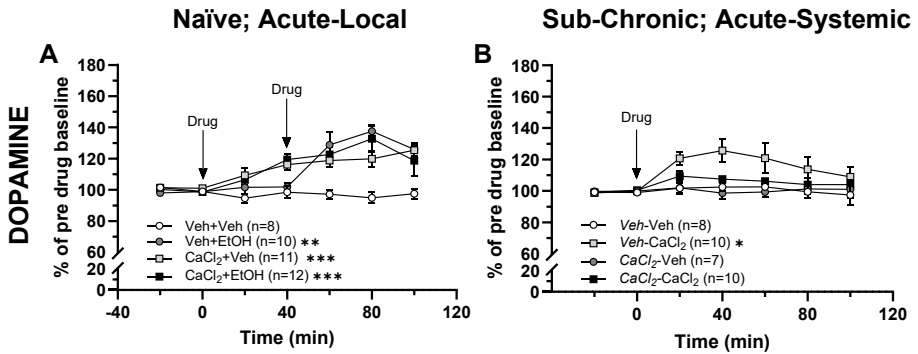 Naïve; Acute-Local
Sub-Chronic; Acute-Systemic
DOPAMINE
A
% of pre drug baseline
180
160
140
120
100
80
60
20
0
Drug
Drug
Veh+Veh (n=8)
Veh+EtOH (n=10) **
CaCl₂+Veh (n=11) ***
CaCl₂+EtOH (n=12) ***
-40 0 40 80 120
Time (min)
B
% of pre drug baseline
180
160
140
120
100
80
60
20
0
Drug
Veh-Veh (n=8)
Veh-CaCl₂ (n=10) *
CaCl₂-Veh (n=7)
CaCl₂-CaCl₂ (n=10)
0 40 80 120
Time (min)